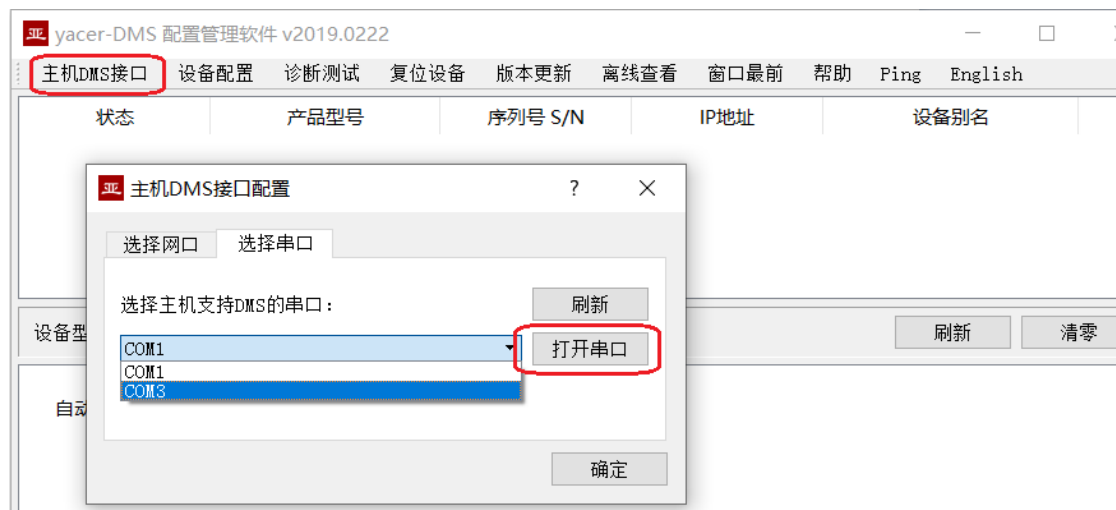 亚 yacer-DMS 配置管理软件 v2019.0222
主机DMS接口 设备配置 诊断测试 复位设备 版本更新 离线查看 窗口最前 帮助 Ping English
状态 产品型号 序列号 S/N IP地址 设备别名
亚 主机DMS接口配置 ?
选择网口 选择串口
选择主机支持DMS的串口: 刷新
COM1 打开串口
COM1
COM3
确定
设备型 刷新 清零
自动